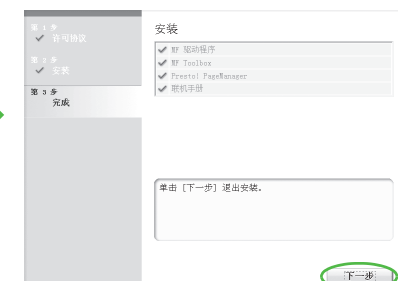 第 1 步
许可协议
第 2 步
安装
第 3 步
完成
安装
MF 驱动程序
MF Toolbox
Presto! PageManager
联机手册
单击 [下一步] 退出安装。
下一步